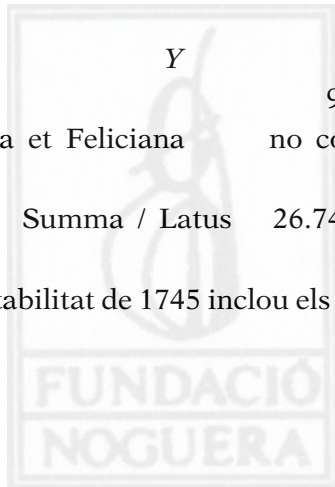 Y
9
a et Feliciana no co
Summa / Latus 26.74
tabilitat de 1745 inclou els
FUNDACIÓ
NOGUERA